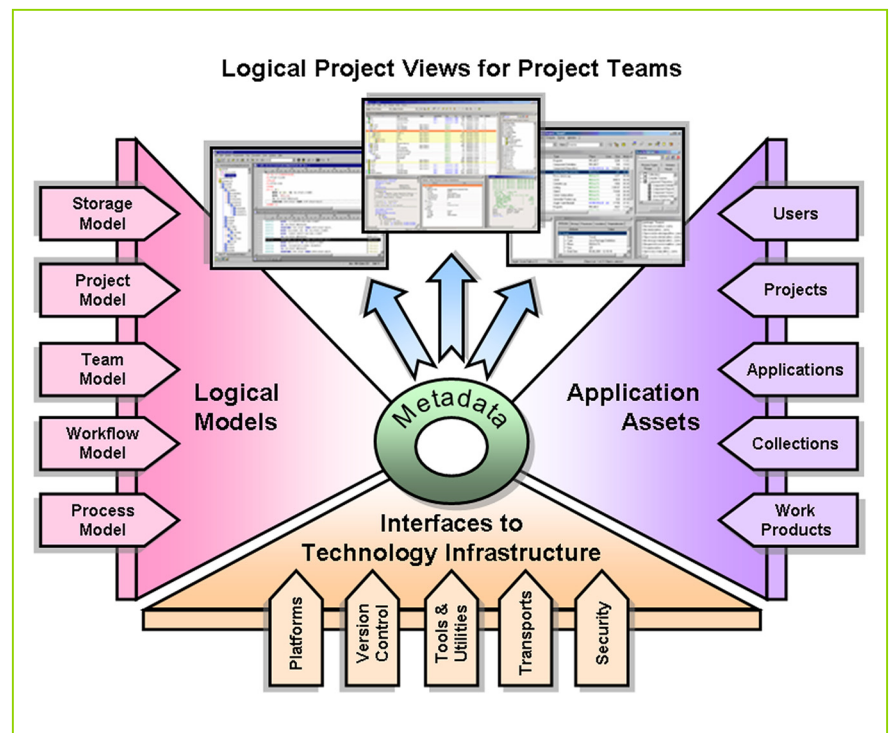 Logical Project Views for Project Teams
Storage
Model
Project
Model
Team
Model
Workflow
Model
Process
Model
Logical
Models
Metadata
Application
Assets
Users
Projects
Applications
Collections
Work
Products
Interfaces to
Technology Infrastructure
Platforms
Version
Control
Tools &
Utilities
Transports
Security